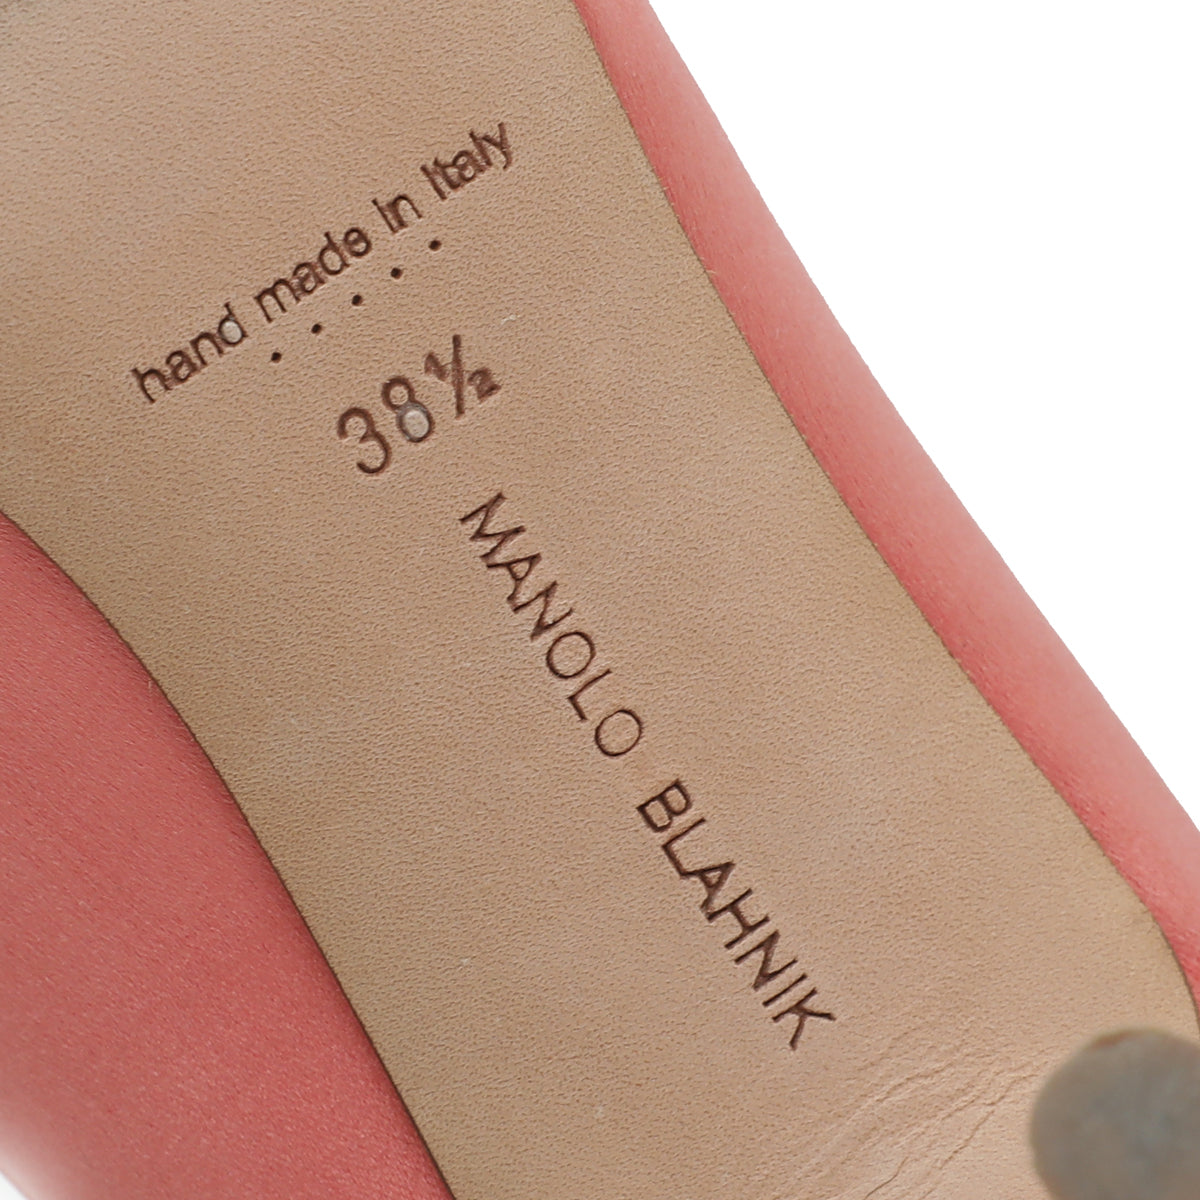 hand made in Italy
38½
MANOLO BLAHNIK